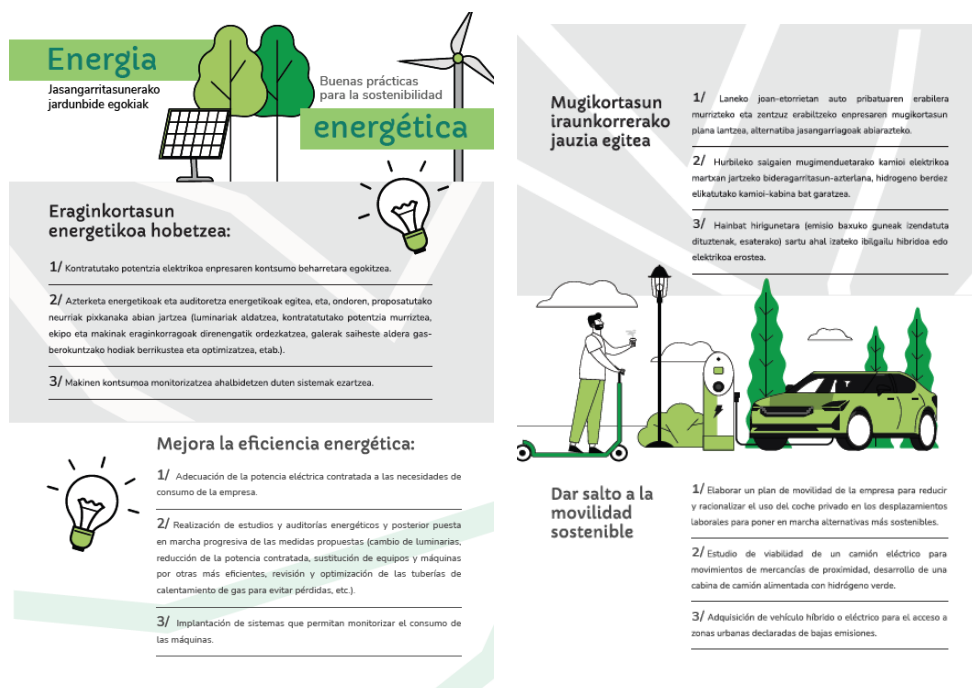 Energia
Jasangarritasunerako
jardunbide egokiak
Buenas prácticas
para la sostenibilidad
energética
Eraginkortasun
energetikoa hobetzea:
1/ Kontratutako potentzia elektrikoa enpresaren kontsumo beharretara egokitzea.
2/ Azterketa energetikoak eta auditoretza energetikoak egitea, eta, ondoren, proposatutako
neurriak pixkanaka abian jartzea (luminariak aldatzea, kontratatutako potentzia murriztea,
ekipo eta makinak eraginkorragoak direnengatik ordezkatzea, galerak saiheste aldera gas-
berokuntzako hodiak berrikustea eta optimizatzea, etab.).
3/ Makinen kontsumoa monitorizatzea ahalbidetzen duten sistemak ezartzea.
Mejora la eficiencia energética:
1/ Adecuación de la potencia eléctrica contratada a las necesidades de
consumo de la empresa.
2/ Realización de estudios y auditorías energéticos y posterior puesta
en marcha progresiva de las medidas propuestas (cambio de luminarias,
reducción de la potencia contratada, sustitución de equipos y máquinas
por otras más eficientes, revisión y optimización de las tuberías de
calentamiento de gas para evitar pérdidas, etc.).
3/ Implantación de sistemas que permitan monitorizar el consumo de
las máquinas.
Mugikortasun
iraunkorrerako
jauzia egitea
1/ Laneko joan-etorrietan auto pribatuaren erabilera
murrizteko eta zentzuz erabiltzeko enpresaren mugikortasun
plana lantzea, alternatiba jasangarriagoak abiarazteko.
2/ Hurbileko salgaien mugimenduetarako kamioi elektrikoa
martxan jartzeko bideragarritasun-azterlana, hidrogeno berdez
elikatutako kamioi-kabina bat garatzea.
3/ Hainbat hirigunetara (emisio baxuko guneak izendatuta
dituztenak, esaterako) sartu ahal izateko ibilgailu hibridoa edo
elektrikoa erostea.
Dar salto a la
movilidad
sostenible
1/ Elaborar un plan de movilidad de la empresa para reducir
y racionalizar el uso del coche privado en los desplazamientos
laborales para poner en marcha alternativas más sostenibles.
2/ Estudio de viabilidad de un camión eléctrico para
movimientos de mercancías de proximidad, desarrollo de una
cabina de camión alimentada con hidrógeno verde.
3/ Adquisición de vehículo híbrido o eléctrico para el acceso a
zonas urbanas declaradas de bajas emisiones.